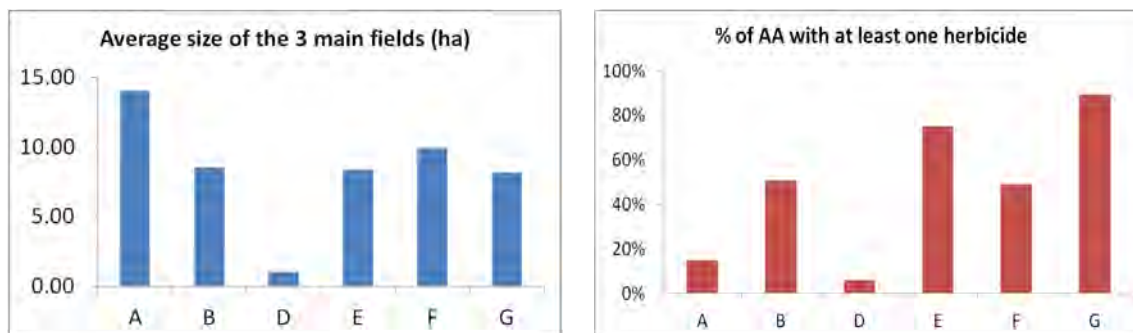 Average size of the 3 main fields (ha)
15.00
10.00
5.00
0.00
A B D E F G
% of AA with at least one herbicide
100%
80%
60%
40%
20%
0%
A B D E F G